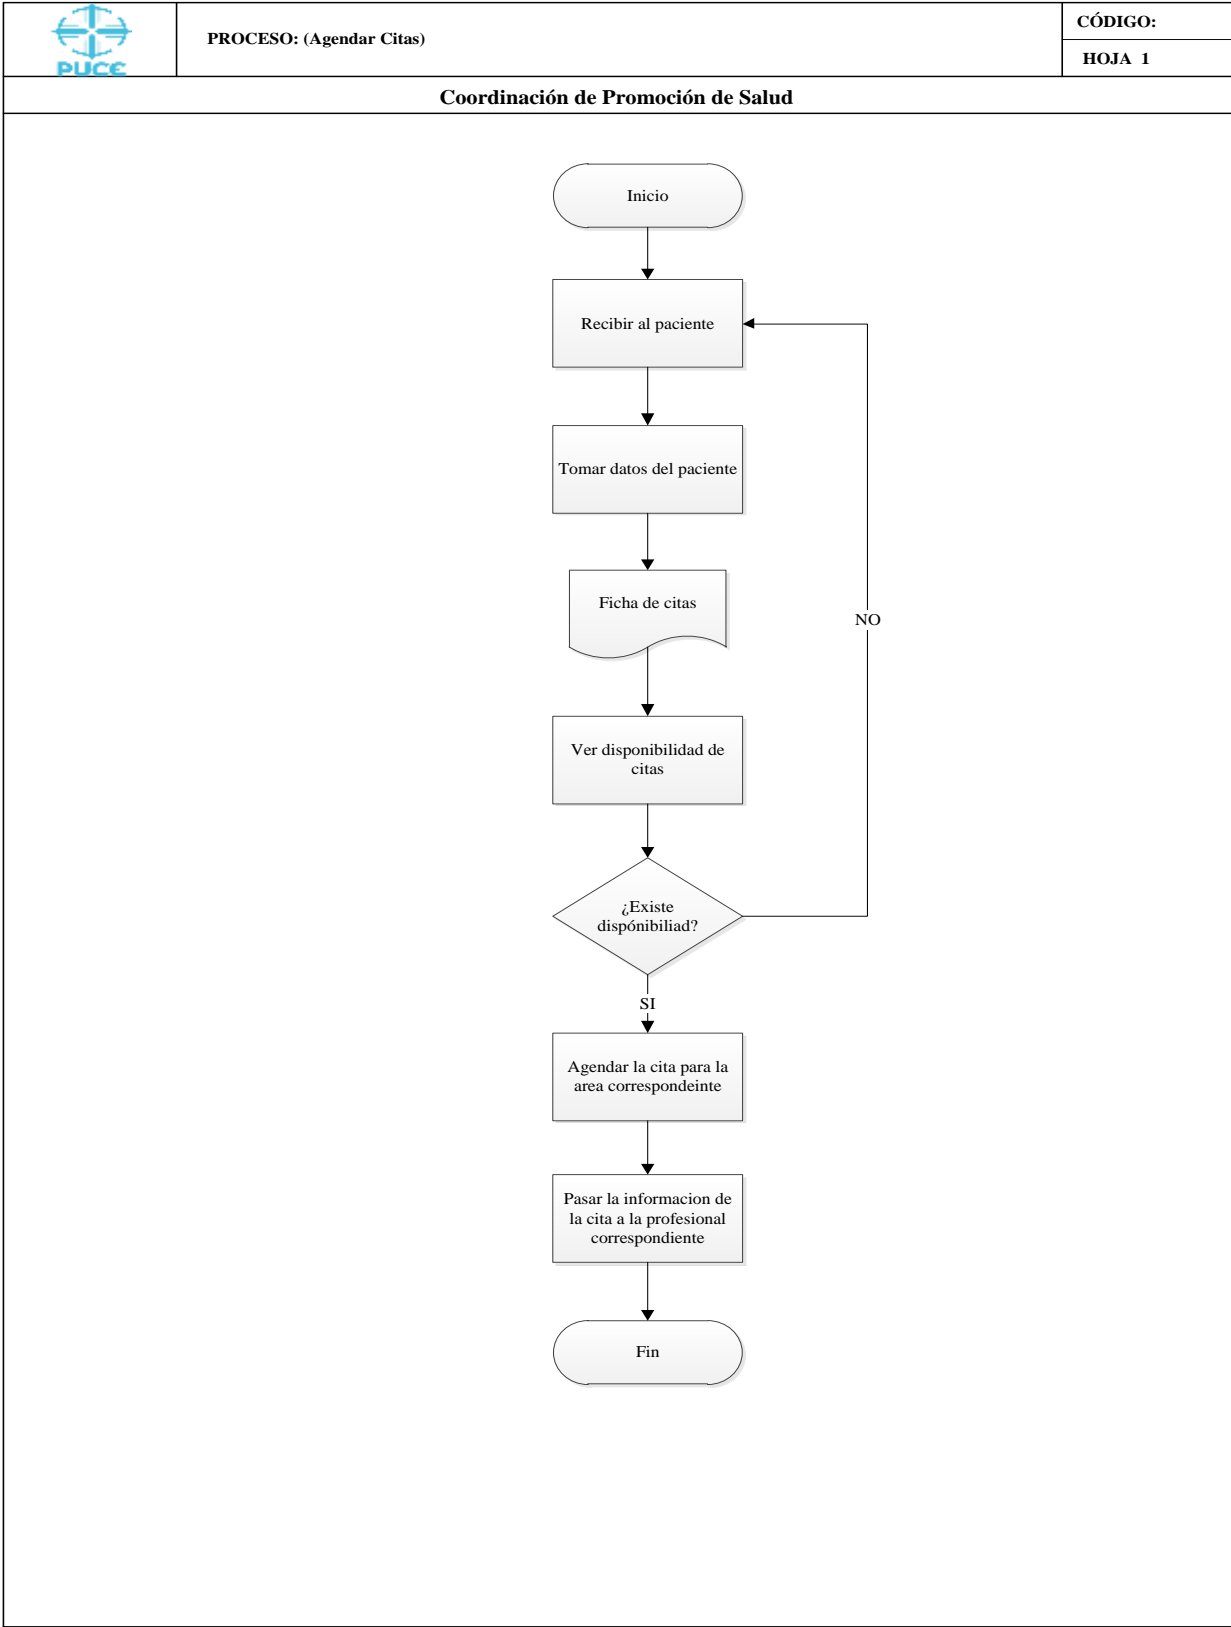 PUCE
PROCESO: (Agendar Citas)
CÓDIGO:
HOJA 1
Coordinación de Promoción de Salud
Inicio
Recibir al paciente
Tomar datos del paciente
Ficha de citas
NO
Ver disponibilidad de
citas
¿Existe
dispónibiliad?
SI
Agendar la cita para la
area correspondeinte
Pasar la informacion de
la cita a la profesional
correspondiente
Fin